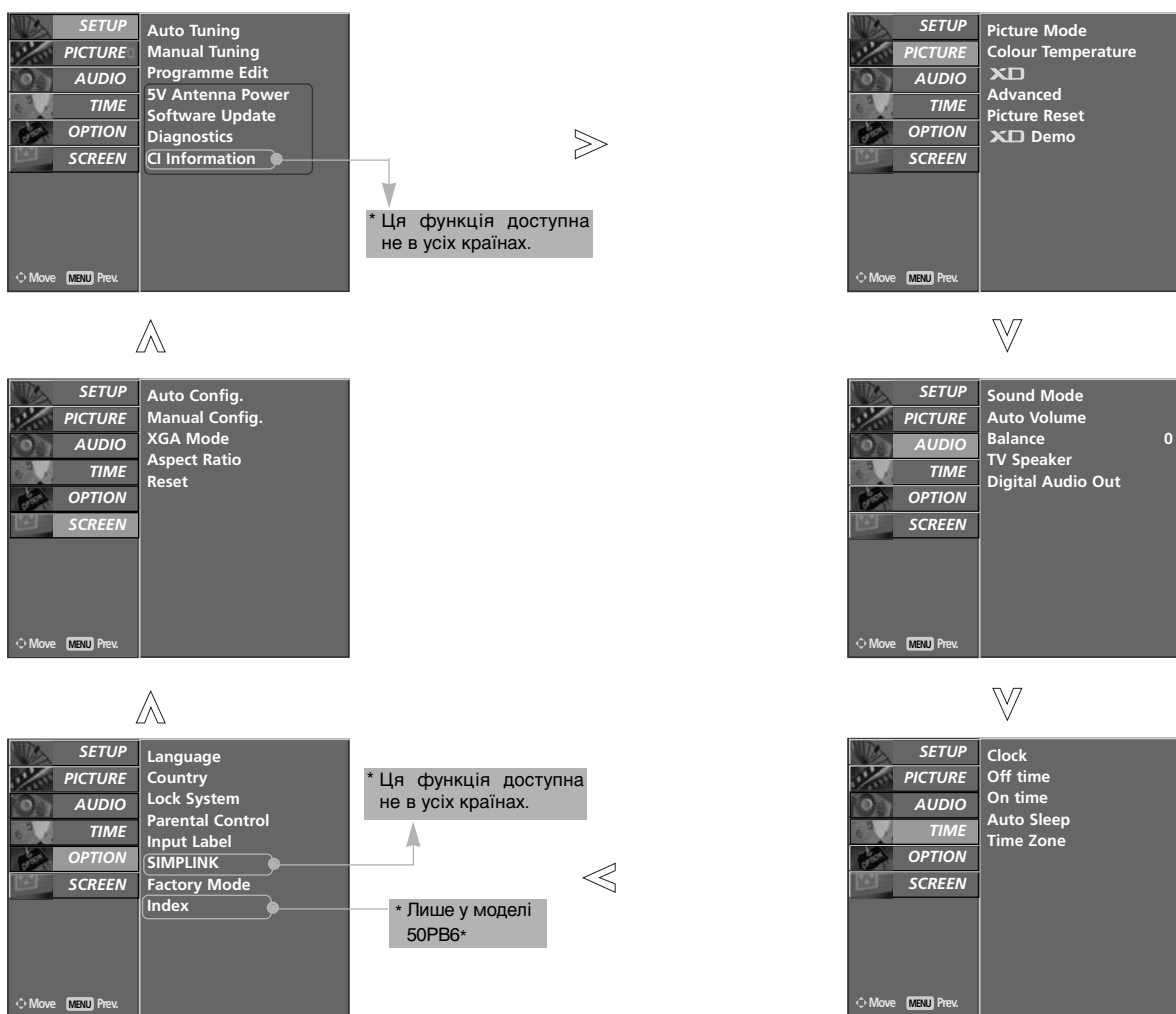 SETUP
PICTURE
AUDIO
TIME
OPTION
SCREEN
Auto Tuning
Manual Tuning
Programme Edit
5V Antenna Power
Software Update
Diagnostics
CI Information
Move MENU Prev.
* Ця функція доступна
не в усіх країнах.
SETUP
PICTURE
AUDIO
TIME
OPTION
SCREEN
Picture Mode
Colour Temperature
XD
Advanced
Picture Reset
XD Demo
Move MENU Prev.
SETUP
PICTURE
AUDIO
TIME
OPTION
SCREEN
Auto Config.
Manual Config.
XGA Mode
Aspect Ratio
Reset
Move MENU Prev.
SETUP
PICTURE
AUDIO
TIME
OPTION
SCREEN
Sound Mode
Auto Volume
Balance 0
TV Speaker
Digital Audio Out
Move MENU Prev.
SETUP
PICTURE
AUDIO
TIME
OPTION
SCREEN
Language
Country
Lock System
Parental Control
Input Label
SIMPLINK
Factory Mode
Index
Move MENU Prev.
* Ця функція доступна
не в усіх країнах.
* Лише у моделі
50PB6*
SETUP
PICTURE
AUDIO
TIME
OPTION
SCREEN
Clock
Off time
On time
Auto Sleep
Time Zone
Move MENU Prev.